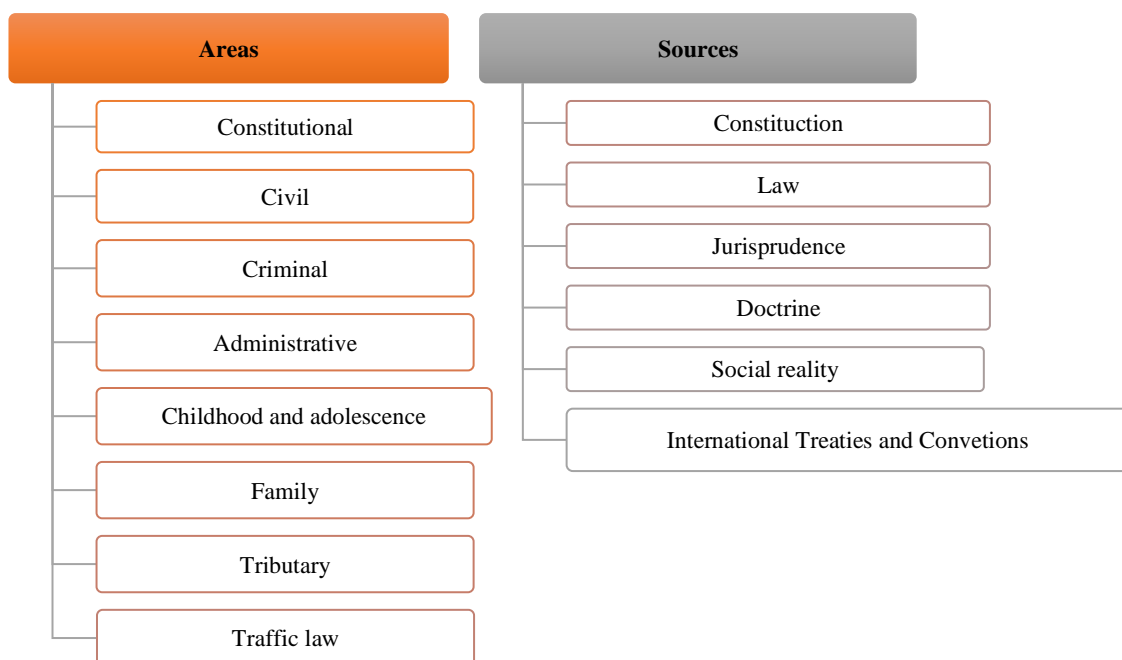 Areas
Constitutional
Civil
Criminal
Administrative
Childhood and adolescence
Family
Tributary
Traffic law
Sources
Constituction
Law
Jurisprudence
Doctrine
Social reality
International Treaties and Convetions